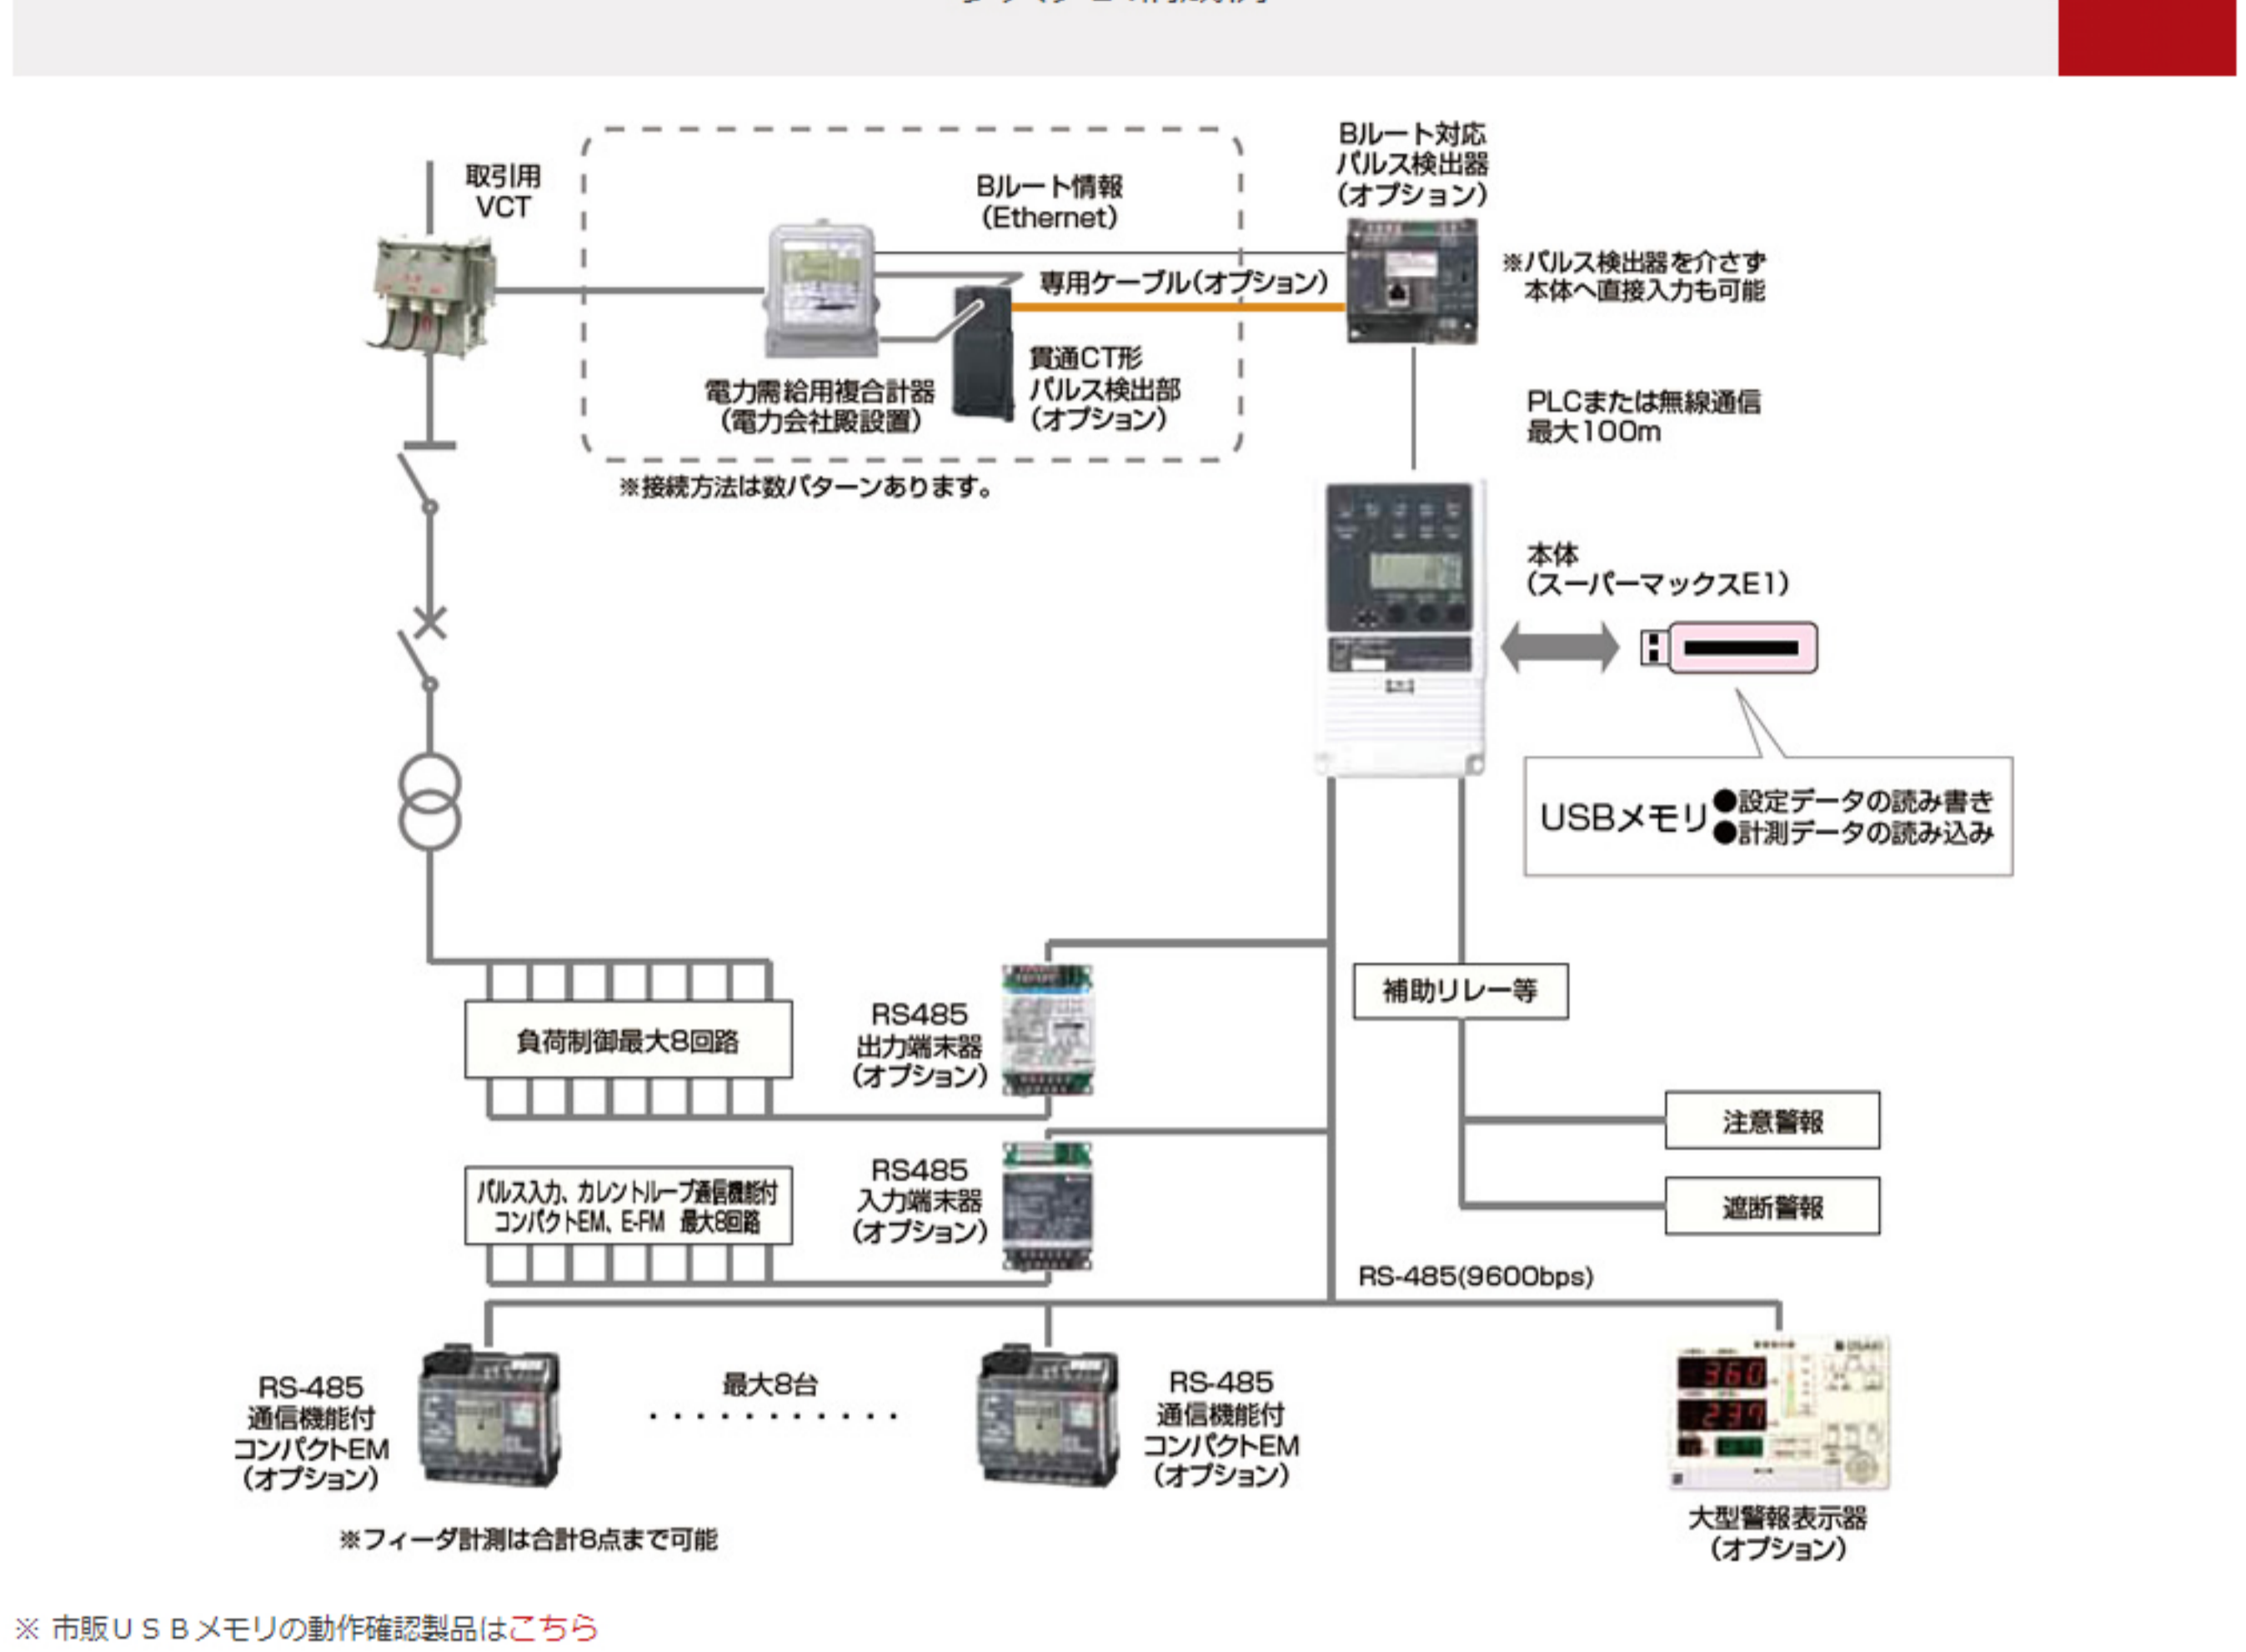 取引用
VCT
Bルート情報
(Ethernet)
Bルート対応
パルス検出器
(オプション)
※パルス検出器を介さず
本体へ直接入力も可能
専用ケーブル(オプション)
貫通CT形
パルス検出部
(オプション)
電力需給用複合計器
(電力会社殿設置)
PLCまたは無線通信
最大100m
※接続方法は数パターンあります。
本体
(スーパーマックスE1)
USBメモリ
●設定データの読み書き
●計測データの読み込み
補助リレー等
負荷制御最大8回路
RS485
出力端末器
(オプション)
注意警報
遮断警報
パルス入力、カレントループ通信機能付
コンパクトEM、E-FM 最大8回路
RS485
入力端末器
(オプション)
RS-485(9600bps)
RS-485
通信機能付
コンパクトEM
(オプション)
最大8台
RS-485
通信機能付
コンパクトEM
(オプション)
360
237
大型警報表示器
(オプション)
※フィーダ計測は合計8点まで可能
※ 市販ＵＳＢメモリの動作確認製品はこちら